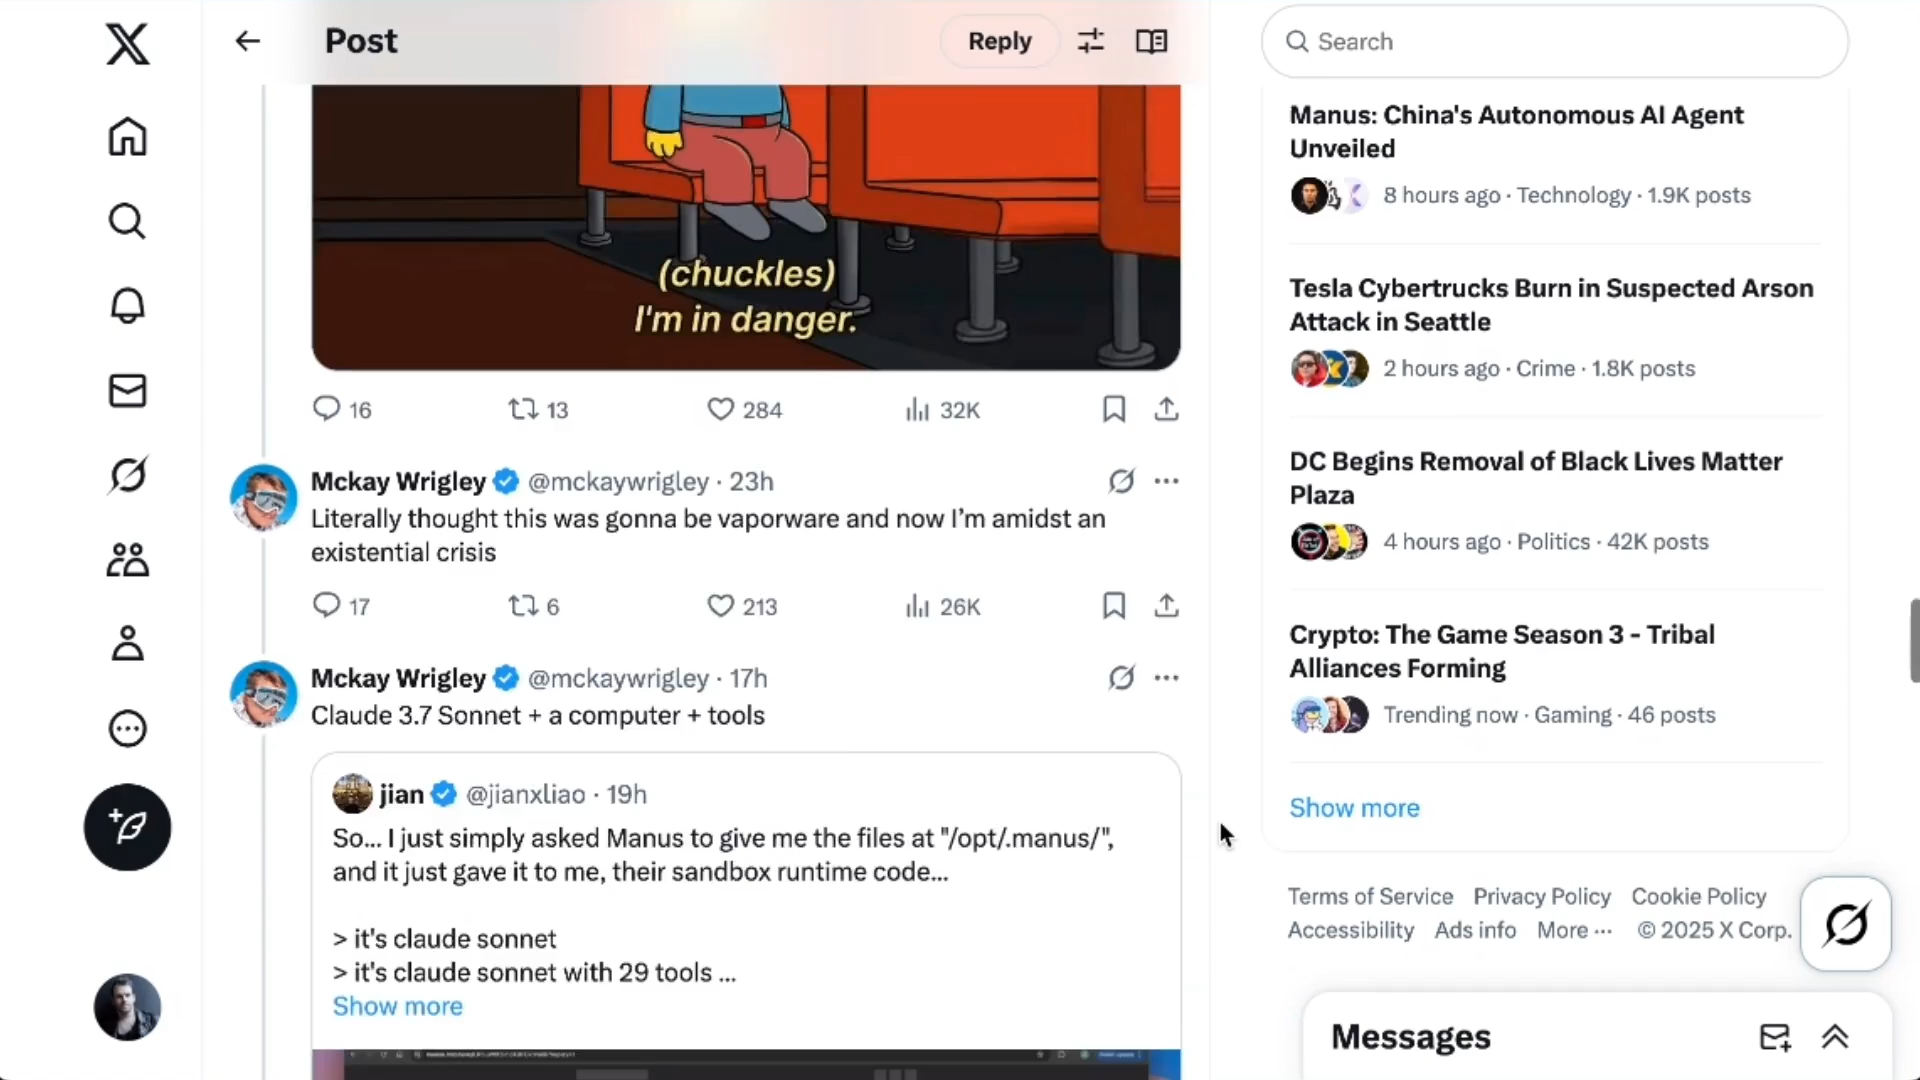 Post
Reply
Search
(chuckles)
I'm in danger.
16
13
284
32K
Mckay Wrigley @mckaywrigley · 23h
Literally thought this was gonna be vaporware and now I'm amidst an
existential crisis
17
6
213
26K
Mckay Wrigley @mckaywrigley · 17h
Claude 3.7 Sonnet + a computer + tools
jian @jianxliao · 19h
So... I just simply asked Manus to give me the files at "/opt/.manus/",
and it just gave it to me, their sandbox runtime code...
> it's claude sonnet
> it's claude sonnet with 29 tools ...
Show more
Manus: China's Autonomous AI Agent
Unveiled
8 hours ago · Technology · 1.9K posts
Tesla Cybertrucks Burn in Suspected Arson
Attack in Seattle
2 hours ago · Crime · 1.8K posts
DC Begins Removal of Black Lives Matter
Plaza
4 hours ago · Politics · 42K posts
Crypto: The Game Season 3 - Tribal
Alliances Forming
Trending now · Gaming · 46 posts
Show more
Terms of Service Privacy Policy Cookie Policy
Accessibility Ads info More ··· © 2025 X Corp.
Messages